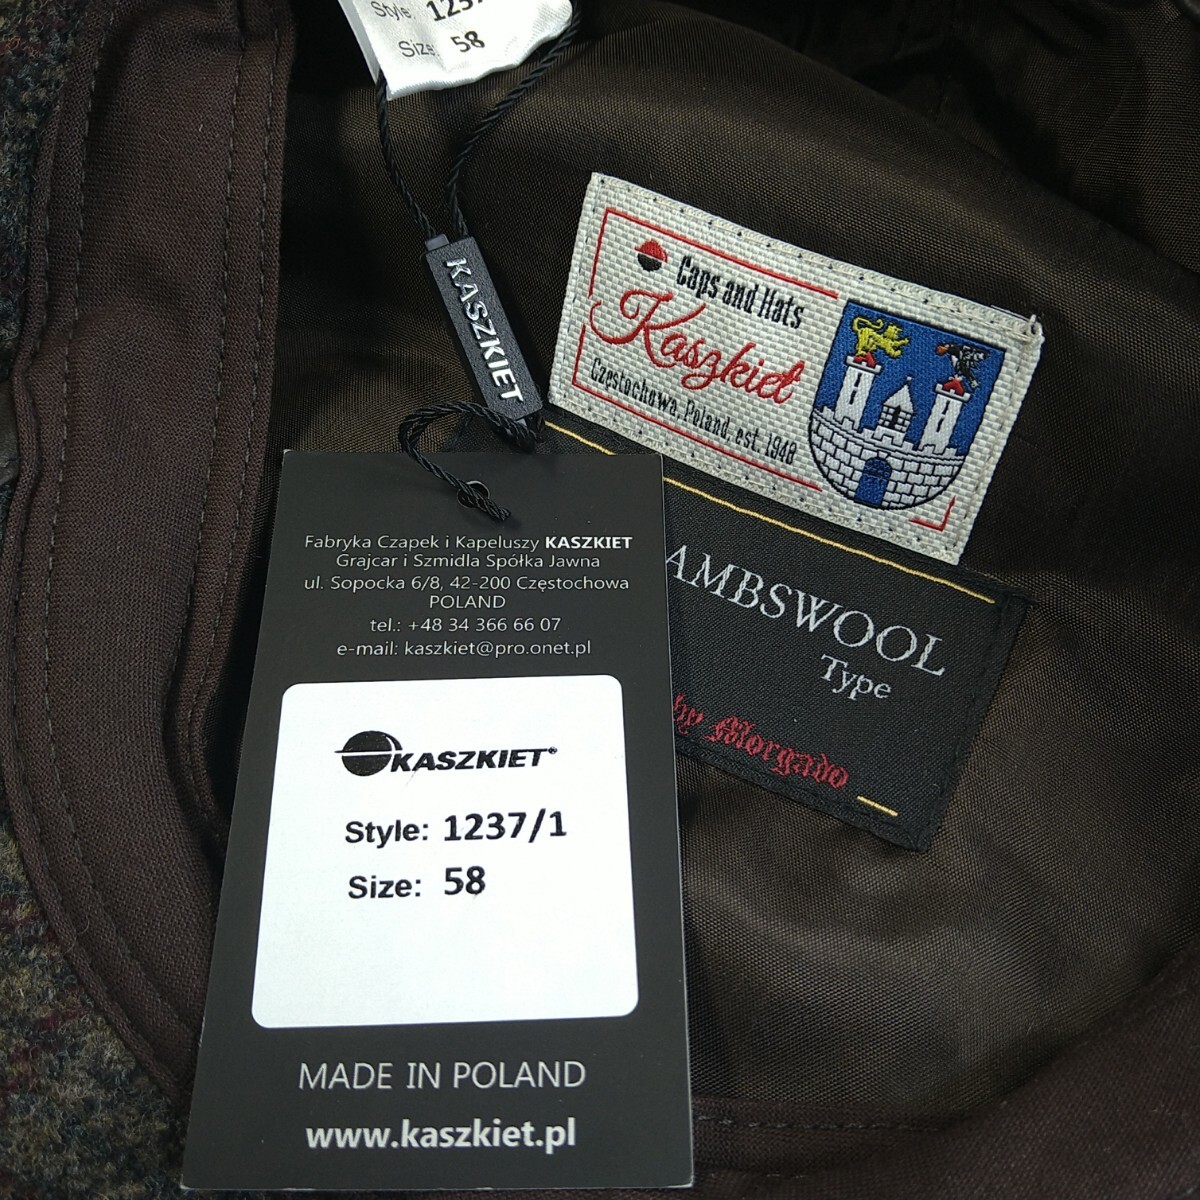 Style: 1237
Size: 58
KASZKIET
Caps and Hats
Kaszkiet
Częstochowa, Poland, est. 1948
AMBSWOOL
Type
by Morgado
Fabryka Czapek i Kapeluszy KASZKIET
Grajcar i Szmidla Spółka Jawna
ul. Sopocka 6/8, 42-200 Częstochowa
POLAND
tel.: +48 34 366 66 07
e-mail: kaszkiet@pro.onet.pl
KASZKIET®
Style: 1237/1
Size: 58
MADE IN POLAND
www.kaszkiet.pl